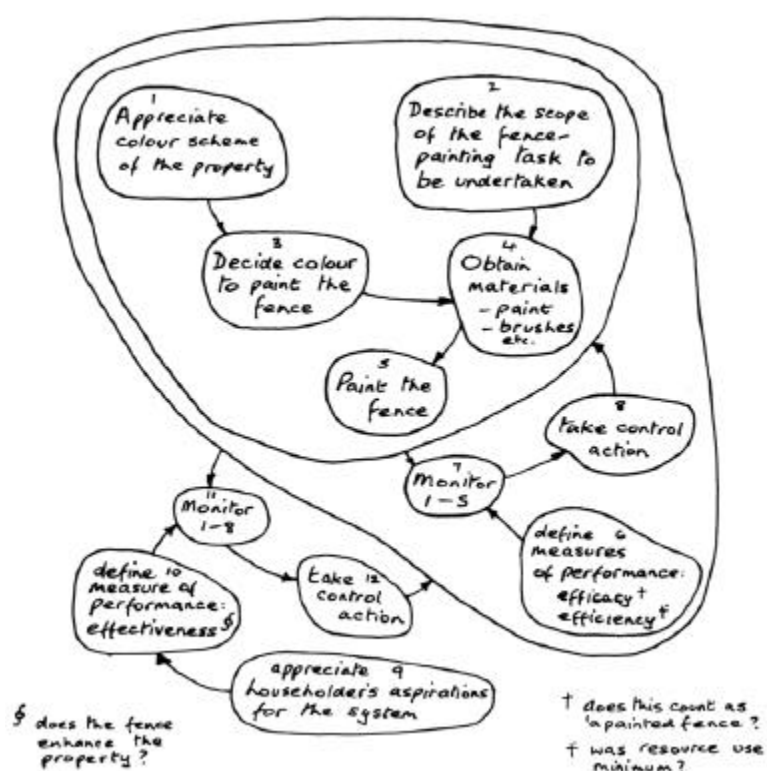 1
Appreciate
colour scheme
of the property
2
Describe the scope
of the fence-
painting task to
be undertaken
3
Decide colour
to paint the
fence
4
Obtain
materials
- paint
- brushes
etc.
5
Paint the
fence
8
take control
action
7
Monitor
1-5
define 6
measures
of performance:
efficacy †
efficiency ‡
11
Monitor
1-8
define 10
measure of
performance:
effectiveness §
take 12
control
action
appreciate 9
householder's aspirations
for the system
§ does the fence
enhance the
property?
† does this count as
'a painted fence?
‡ was resource use
minimum?